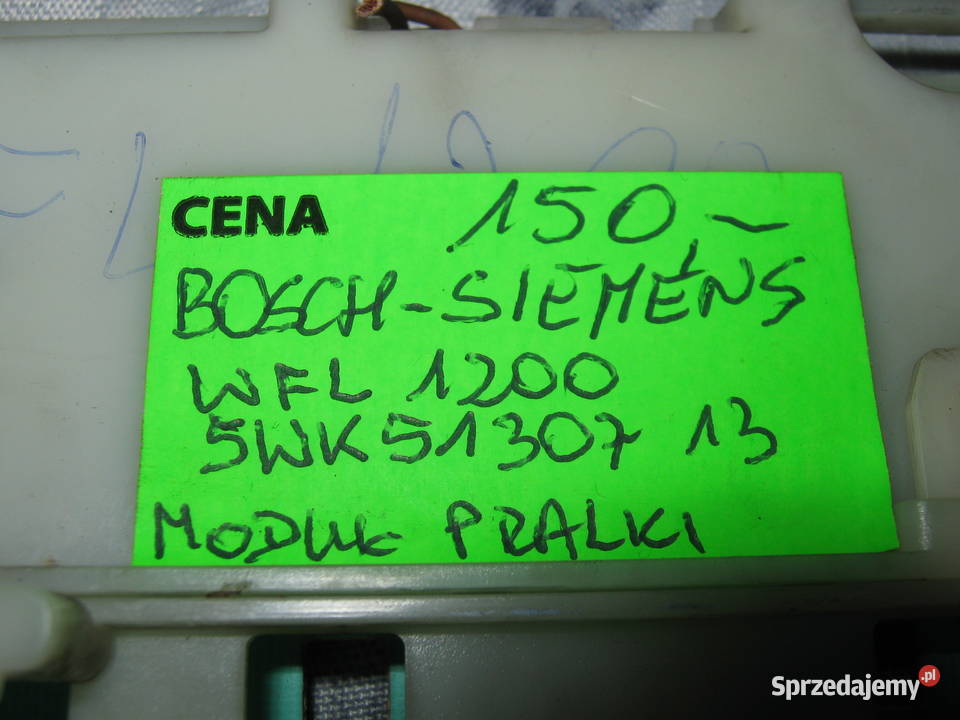 CENA 150,-
BOSCH-SIEMENS
WFL 1200
5WK51307 13
MODUŁ PRALKI
Sprzedajemy.pl